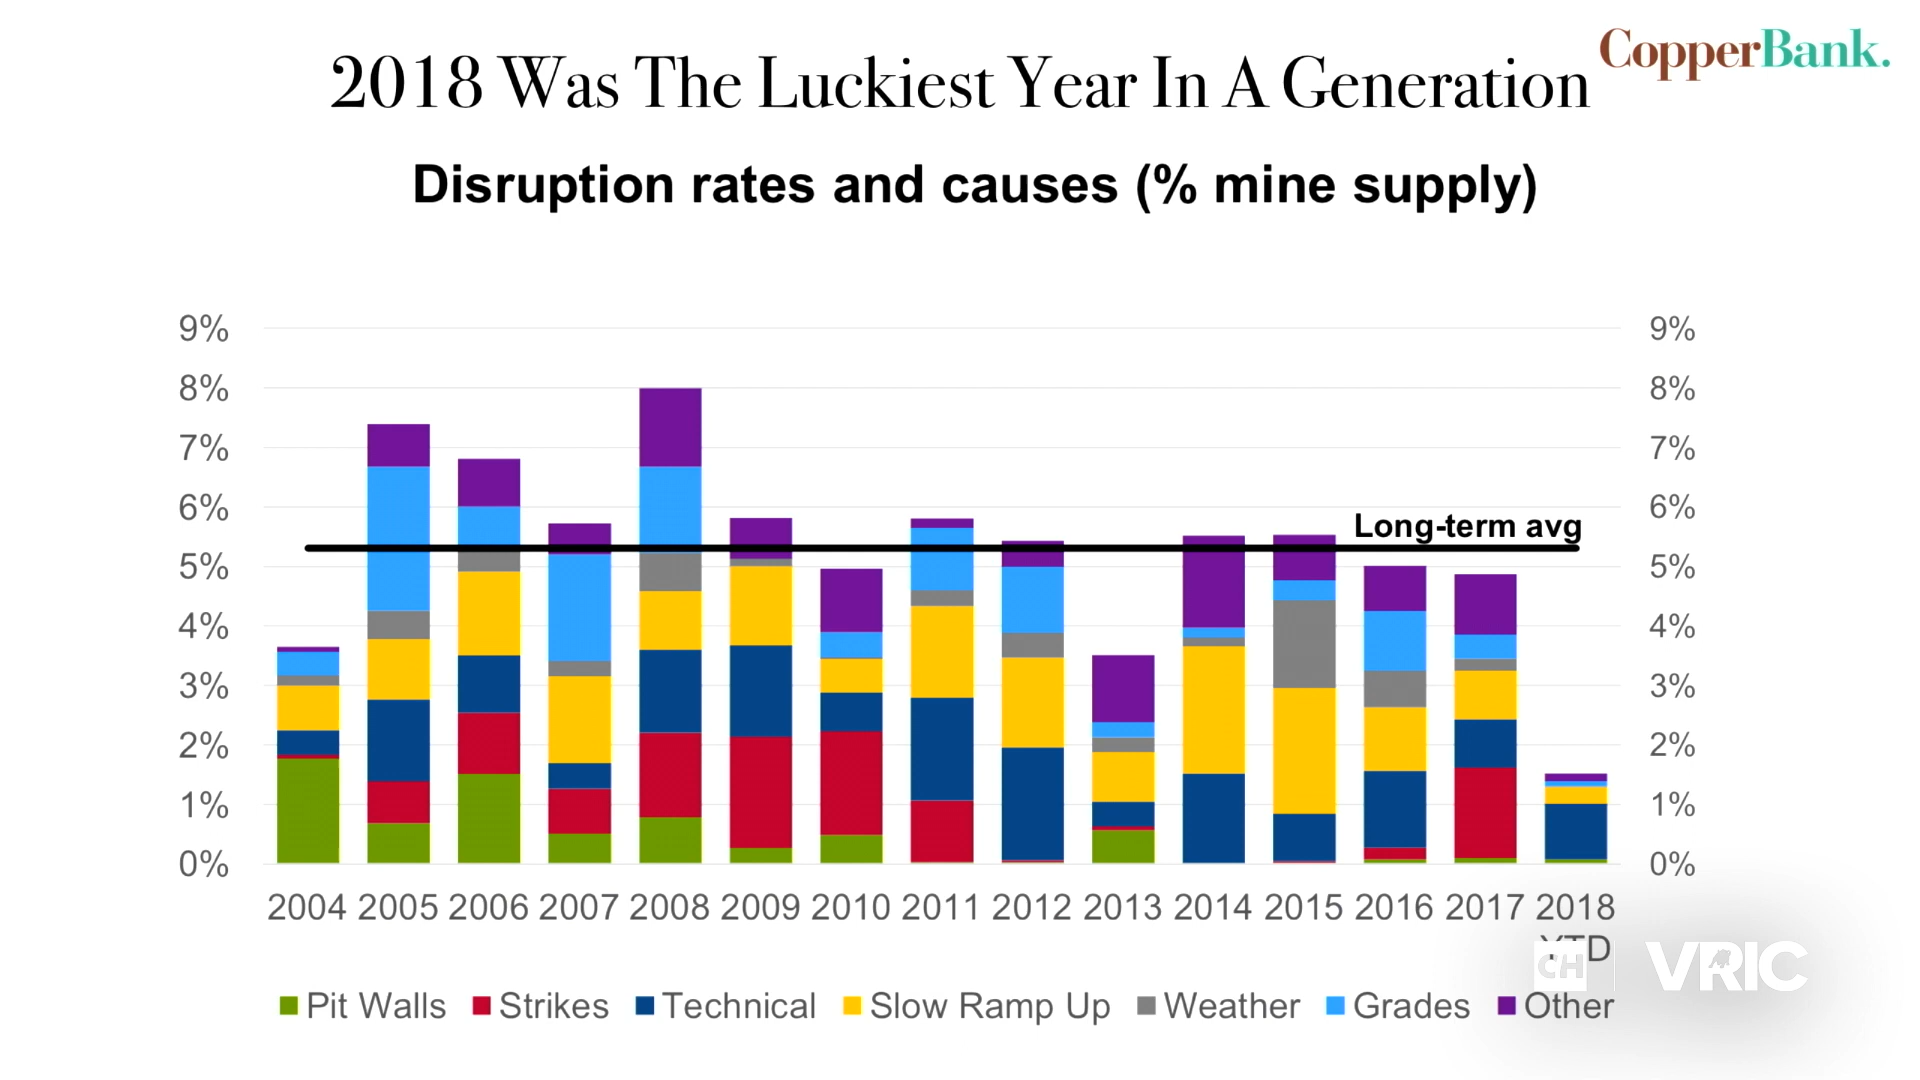 CopperBank.
2018 Was The Luckiest Year In A Generation
Disruption rates and causes (% mine supply)
9% 9%
8% 8%
7% 7%
6% 6%
Long-term avg
5% 5%
4% 4%
3% 3%
2% 2%
1% 1%
0% 0%
2004 2005 2006 2007 2008 2009 2010 2011 2012 2013 2014 2015 2016 2017 2018
YTD
CH VRIC
Pit Walls Strikes Technical Slow Ramp Up Weather Grades Other